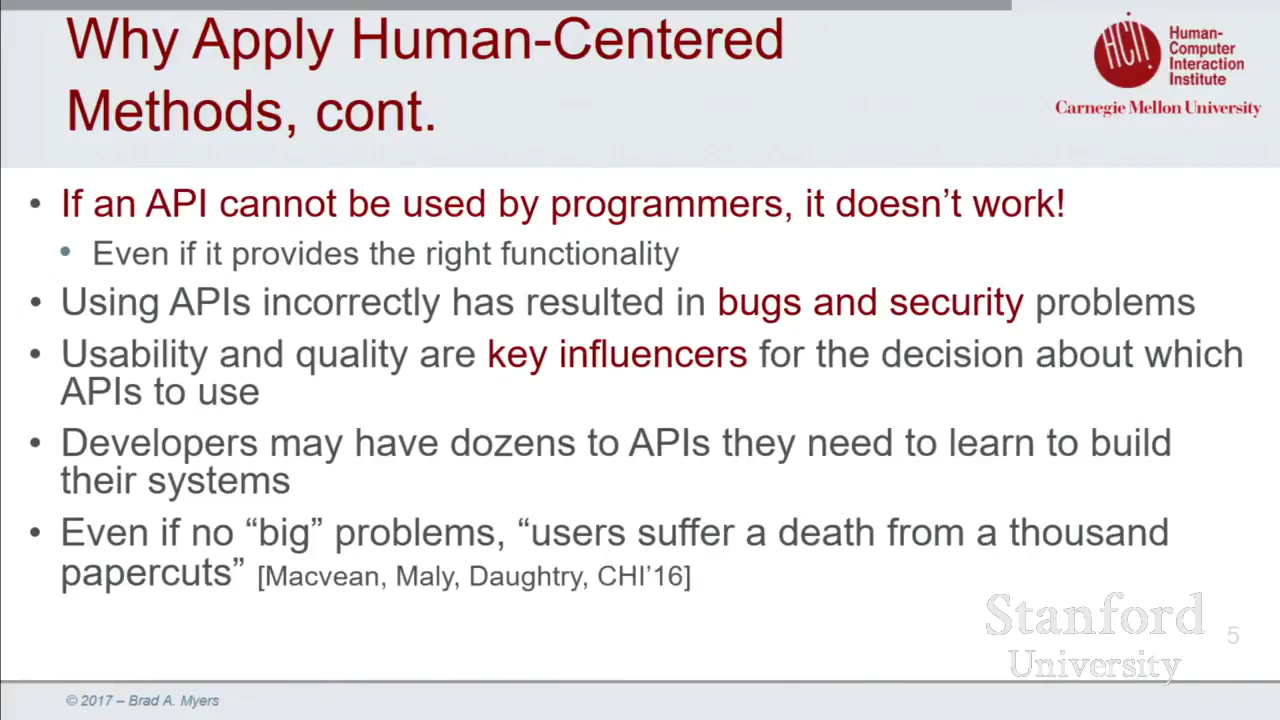 Why Apply Human-Centered
Methods, cont.
HCII
Human-
Computer
Interaction
Institute
Carnegie Mellon University
• If an API cannot be used by programmers, it doesn’t work!
• Even if it provides the right functionality
• Using APIs incorrectly has resulted in bugs and security problems
• Usability and quality are key influencers for the decision about which
APIs to use
• Developers may have dozens to APIs they need to learn to build
their systems
• Even if no “big” problems, “users suffer a death from a thousand
papercuts” [Macvean, Maly, Daughtry, CHI’16]
Stanford
University
5
© 2017 – Brad A. Myers